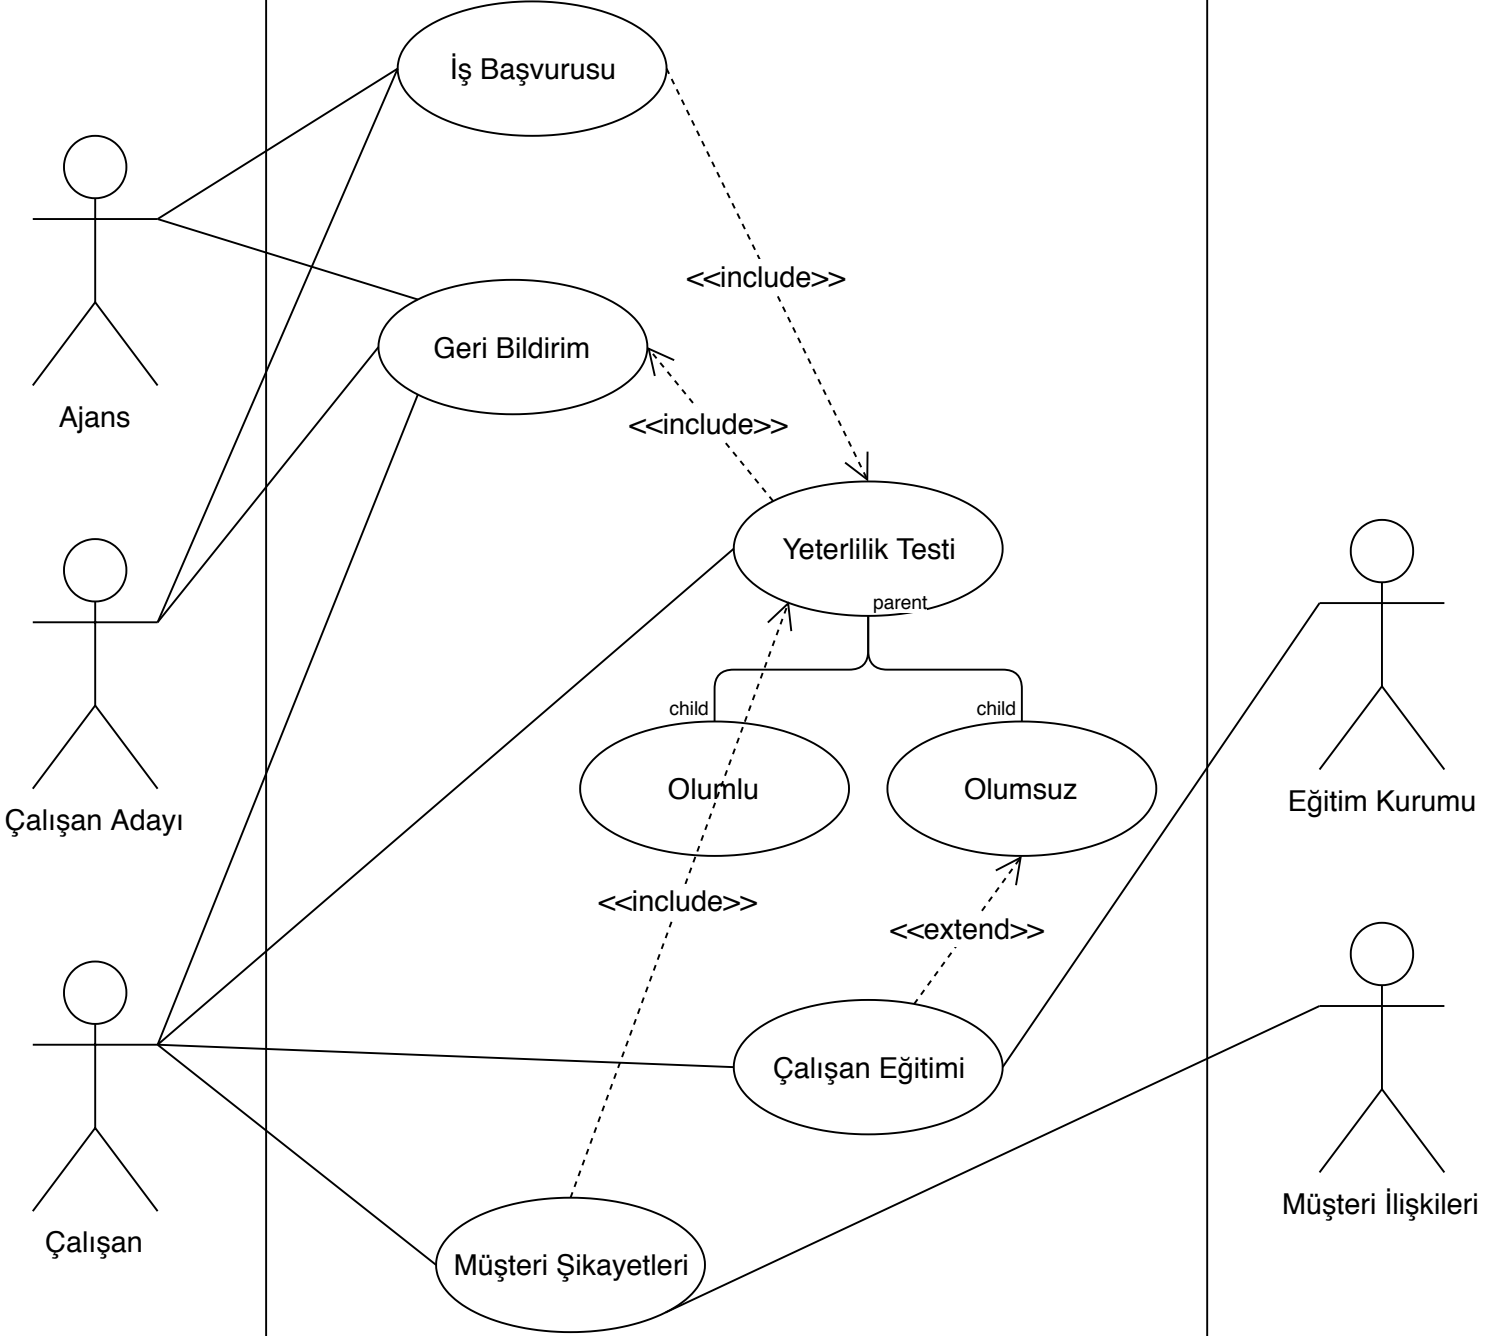 İş Başvurusu
<<include>>
Geri Bildirim
Ajans
<<include>>
Yeterlilik Testi
parent
child
child
Olumlu
Olumsuz
Eğitim Kurumu
Çalışan Adayı
<<include>>
<<extend>>
Çalışan Eğitimi
Müşteri İlişkileri
Çalışan
Müşteri Şikayetleri